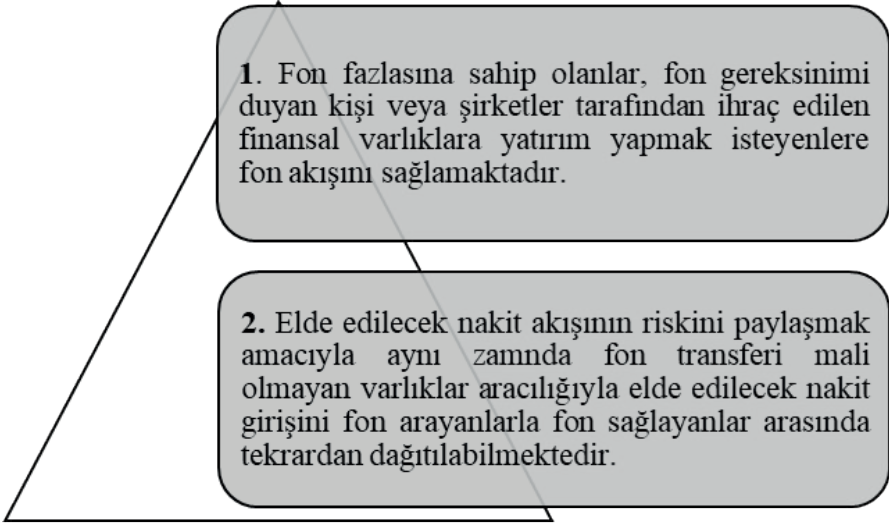 1. Fon fazlasına sahip olanlar, fon gereksinimi
duyan kişi veya şirketler tarafından ihraç edilen
finansal varlıklara yatırım yapmak isteyenlere
fon akışını sağlamaktadır.
2. Elde edilecek nakit akışının riskini paylaşmak
amacıyla aynı zamnda fon transferi mali
olmayan varlıklar aracılığıyla elde edilecek nakit
girişini fon arayanlarla fon sağlayanlar arasında
tekrardan dağıtılabilmektedir.